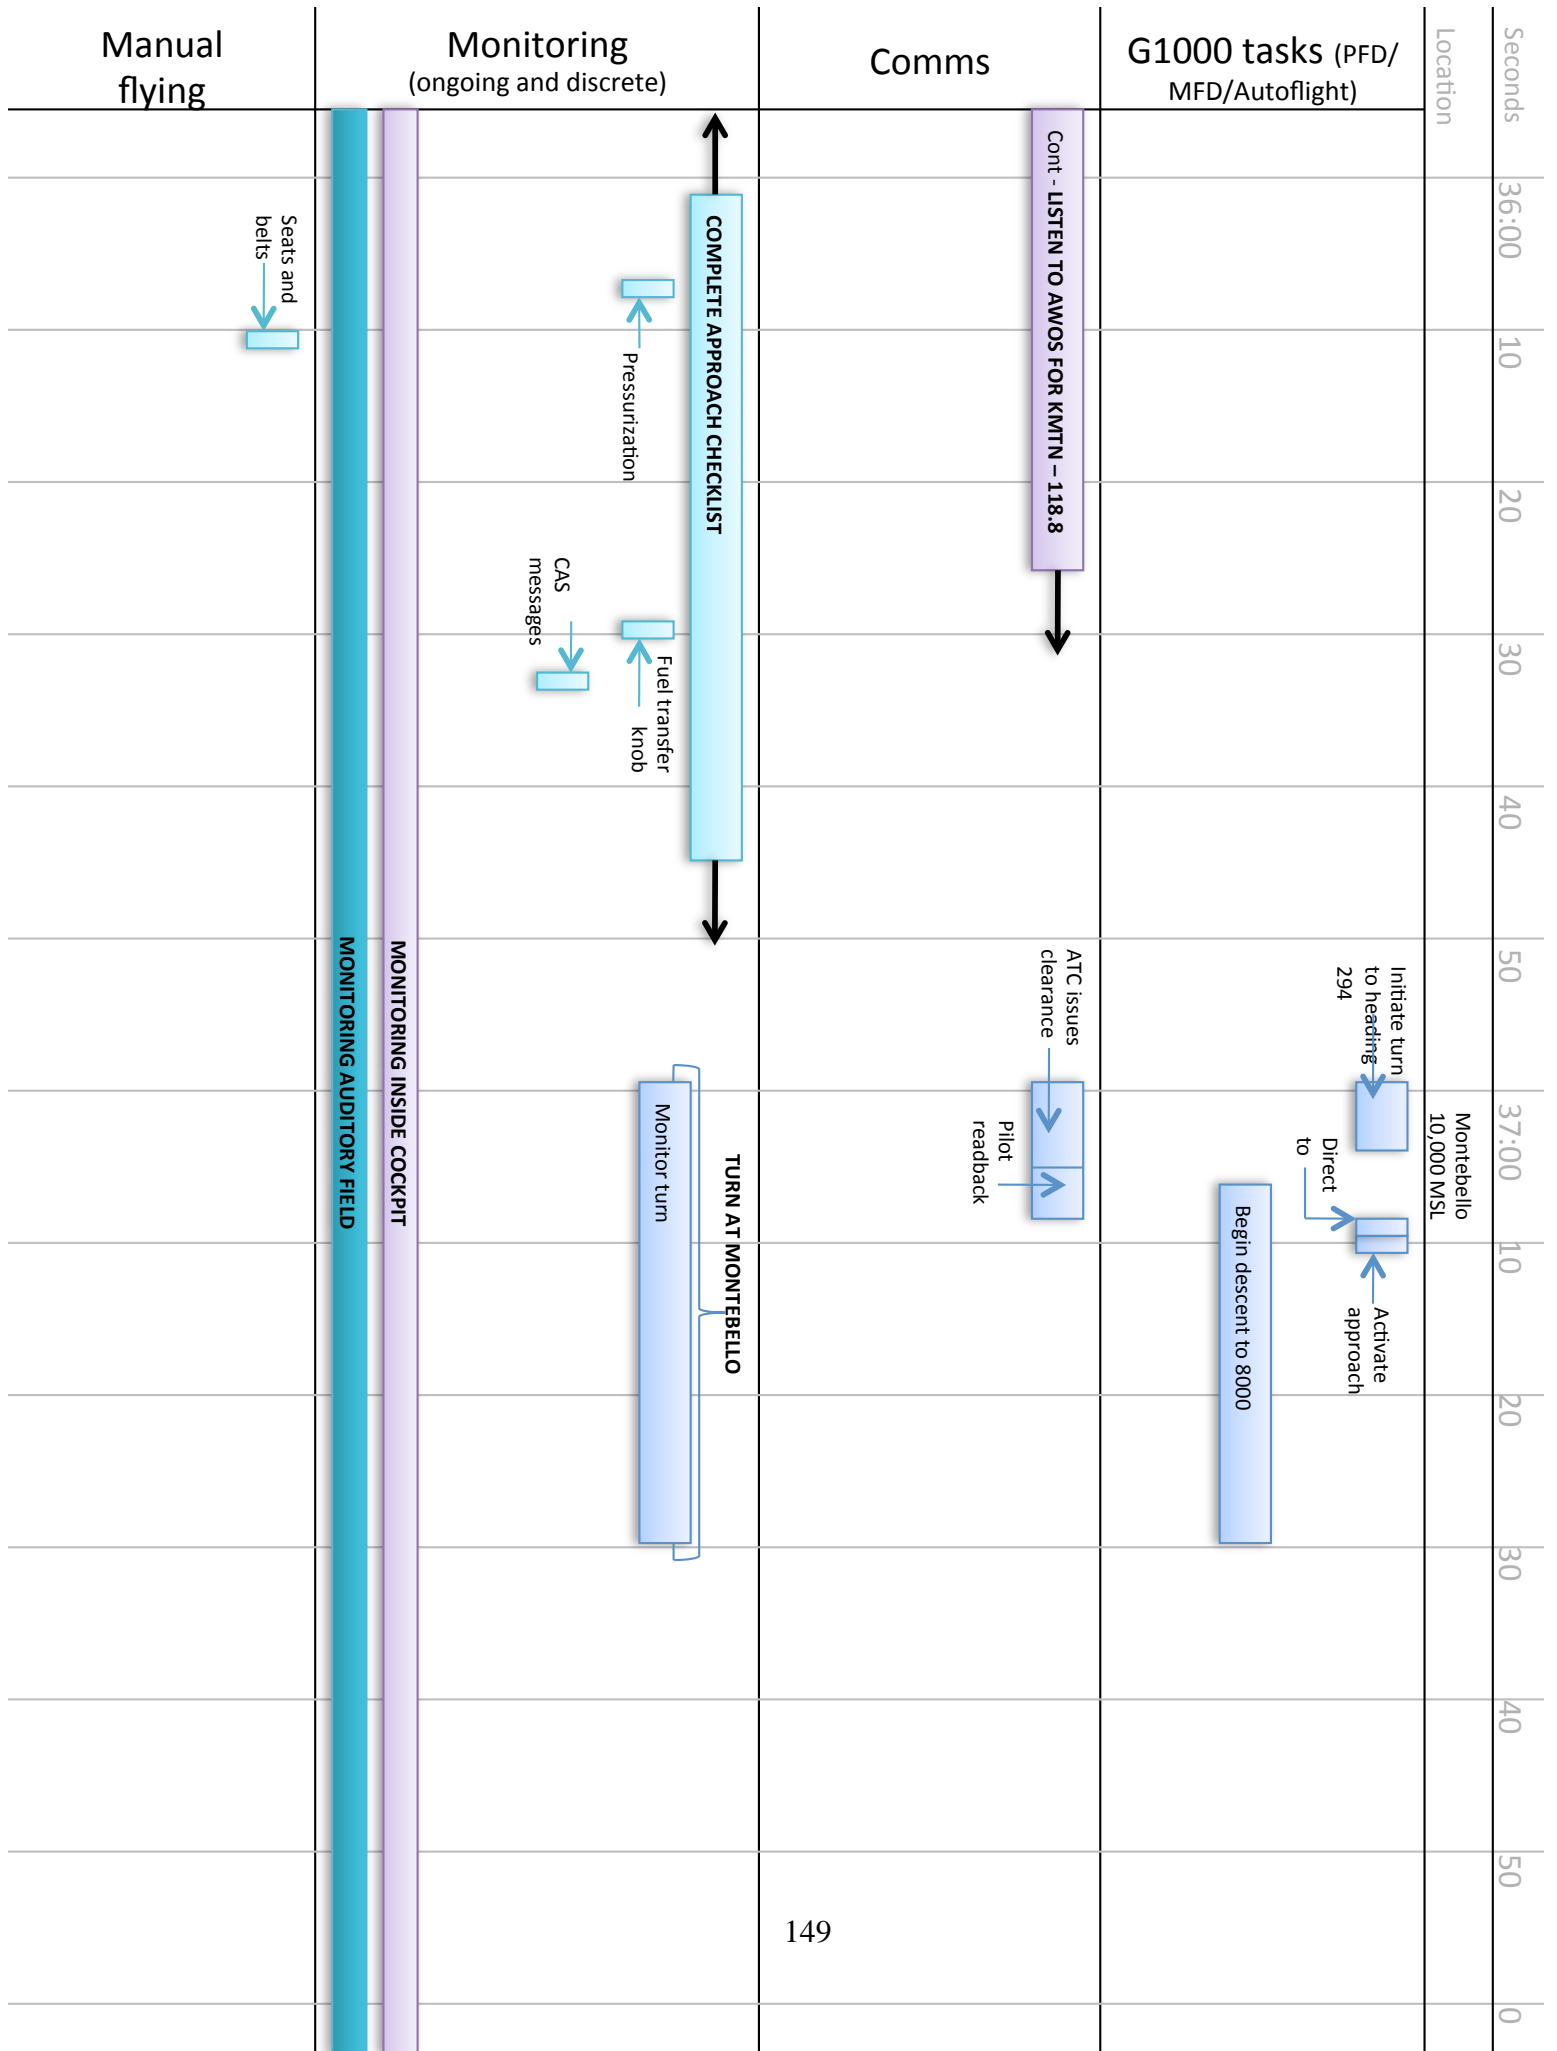 Manual
flying
Monitoring
(ongoing and discrete)
Comms
G1000 tasks (PFD/
MFD/Autoflight)
Location
Seconds
36:00
10
20
30
40
50
37:00
10
20
30
40
50
0
Montebello
10,000 MSL
Initiate turn
to heading
294
Direct
to
Activate
approach
Begin descent to 8000
Cont - LISTEN TO AWOS FOR KMTN – 118.8
ATC issues
clearance
Pilot
readback
COMPLETE APPROACH CHECKLIST
Pressurization
Fuel transfer
knob
CAS
messages
TURN AT MONTEBELLO
Monitor turn
MONITORING INSIDE COCKPIT
MONITORING AUDITORY FIELD
Seats and
belts
149